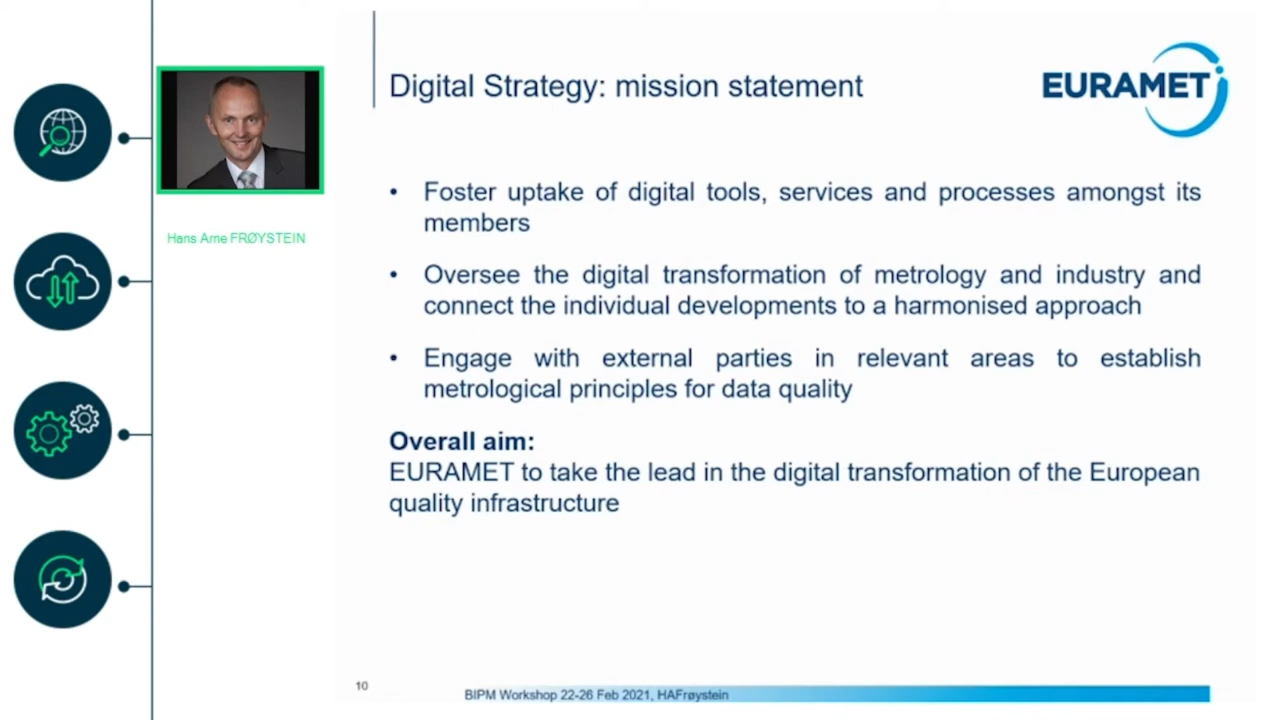 Digital Strategy: mission statement
EURAMET
Hans Arne FRØYSTEIN
• Foster uptake of digital tools, services and processes amongst its
members
• Oversee the digital transformation of metrology and industry and
connect the individual developments to a harmonised approach
• Engage with external parties in relevant areas to establish
metrological principles for data quality
Overall aim:
EURAMET to take the lead in the digital transformation of the European
quality infrastructure
10
BIPM Workshop 22-26 Feb 2021, HAFrøystein